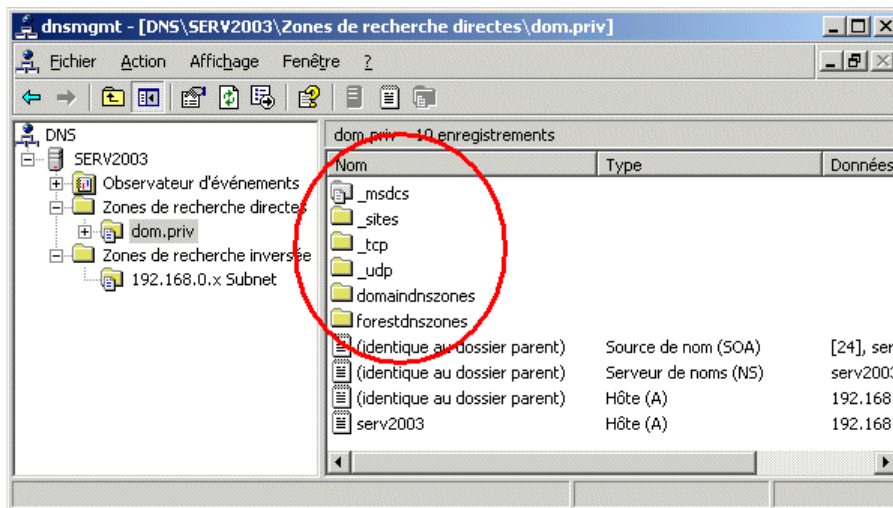 dnsmgmt - [DNS\SERV2003\Zones de recherche directes\dom.priv]
Fichier Action Affichage Fenêtre ?
DNS
SERV2003
Observateur d'événements
Zones de recherche directes
dom.priv
Zones de recherche inversée
192.168.0.x Subnet
dom.priv 10 enregistrements
Nom Type Données
_msdcs
_sites
_tcp
_udp
domaindnszones
forestdnszones
(identique au dossier parent) Source de nom (SOA) [24], ser
(identique au dossier parent) Serveur de noms (NS) serv2003
(identique au dossier parent) Hôte (A) 192.168
serv2003 Hôte (A) 192.168